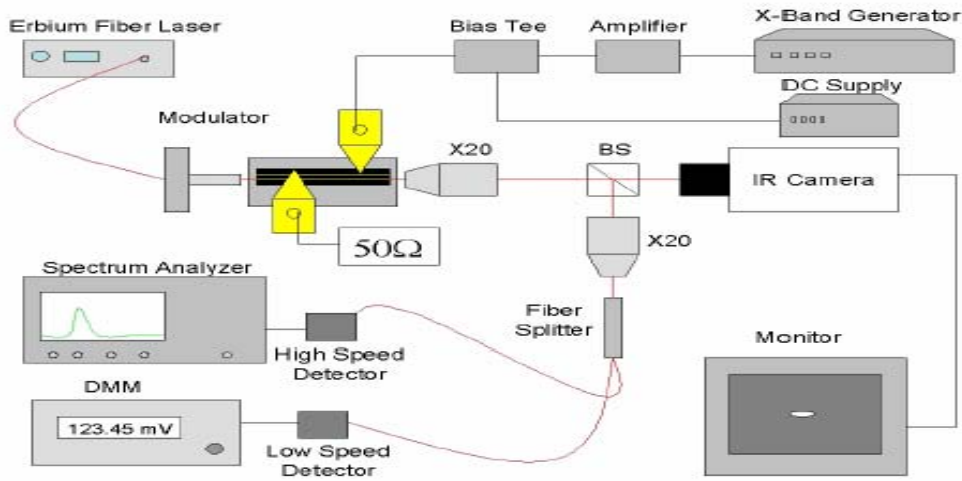 Erbium Fiber Laser
Bias Tee
Amplifier
X-Band Generator
DC Supply
Modulator
X20
BS
IR Camera
50Ω
X20
Spectrum Analyzer
Fiber
Splitter
High Speed
Detector
Monitor
DMM
123.45 mV
Low Speed
Detector